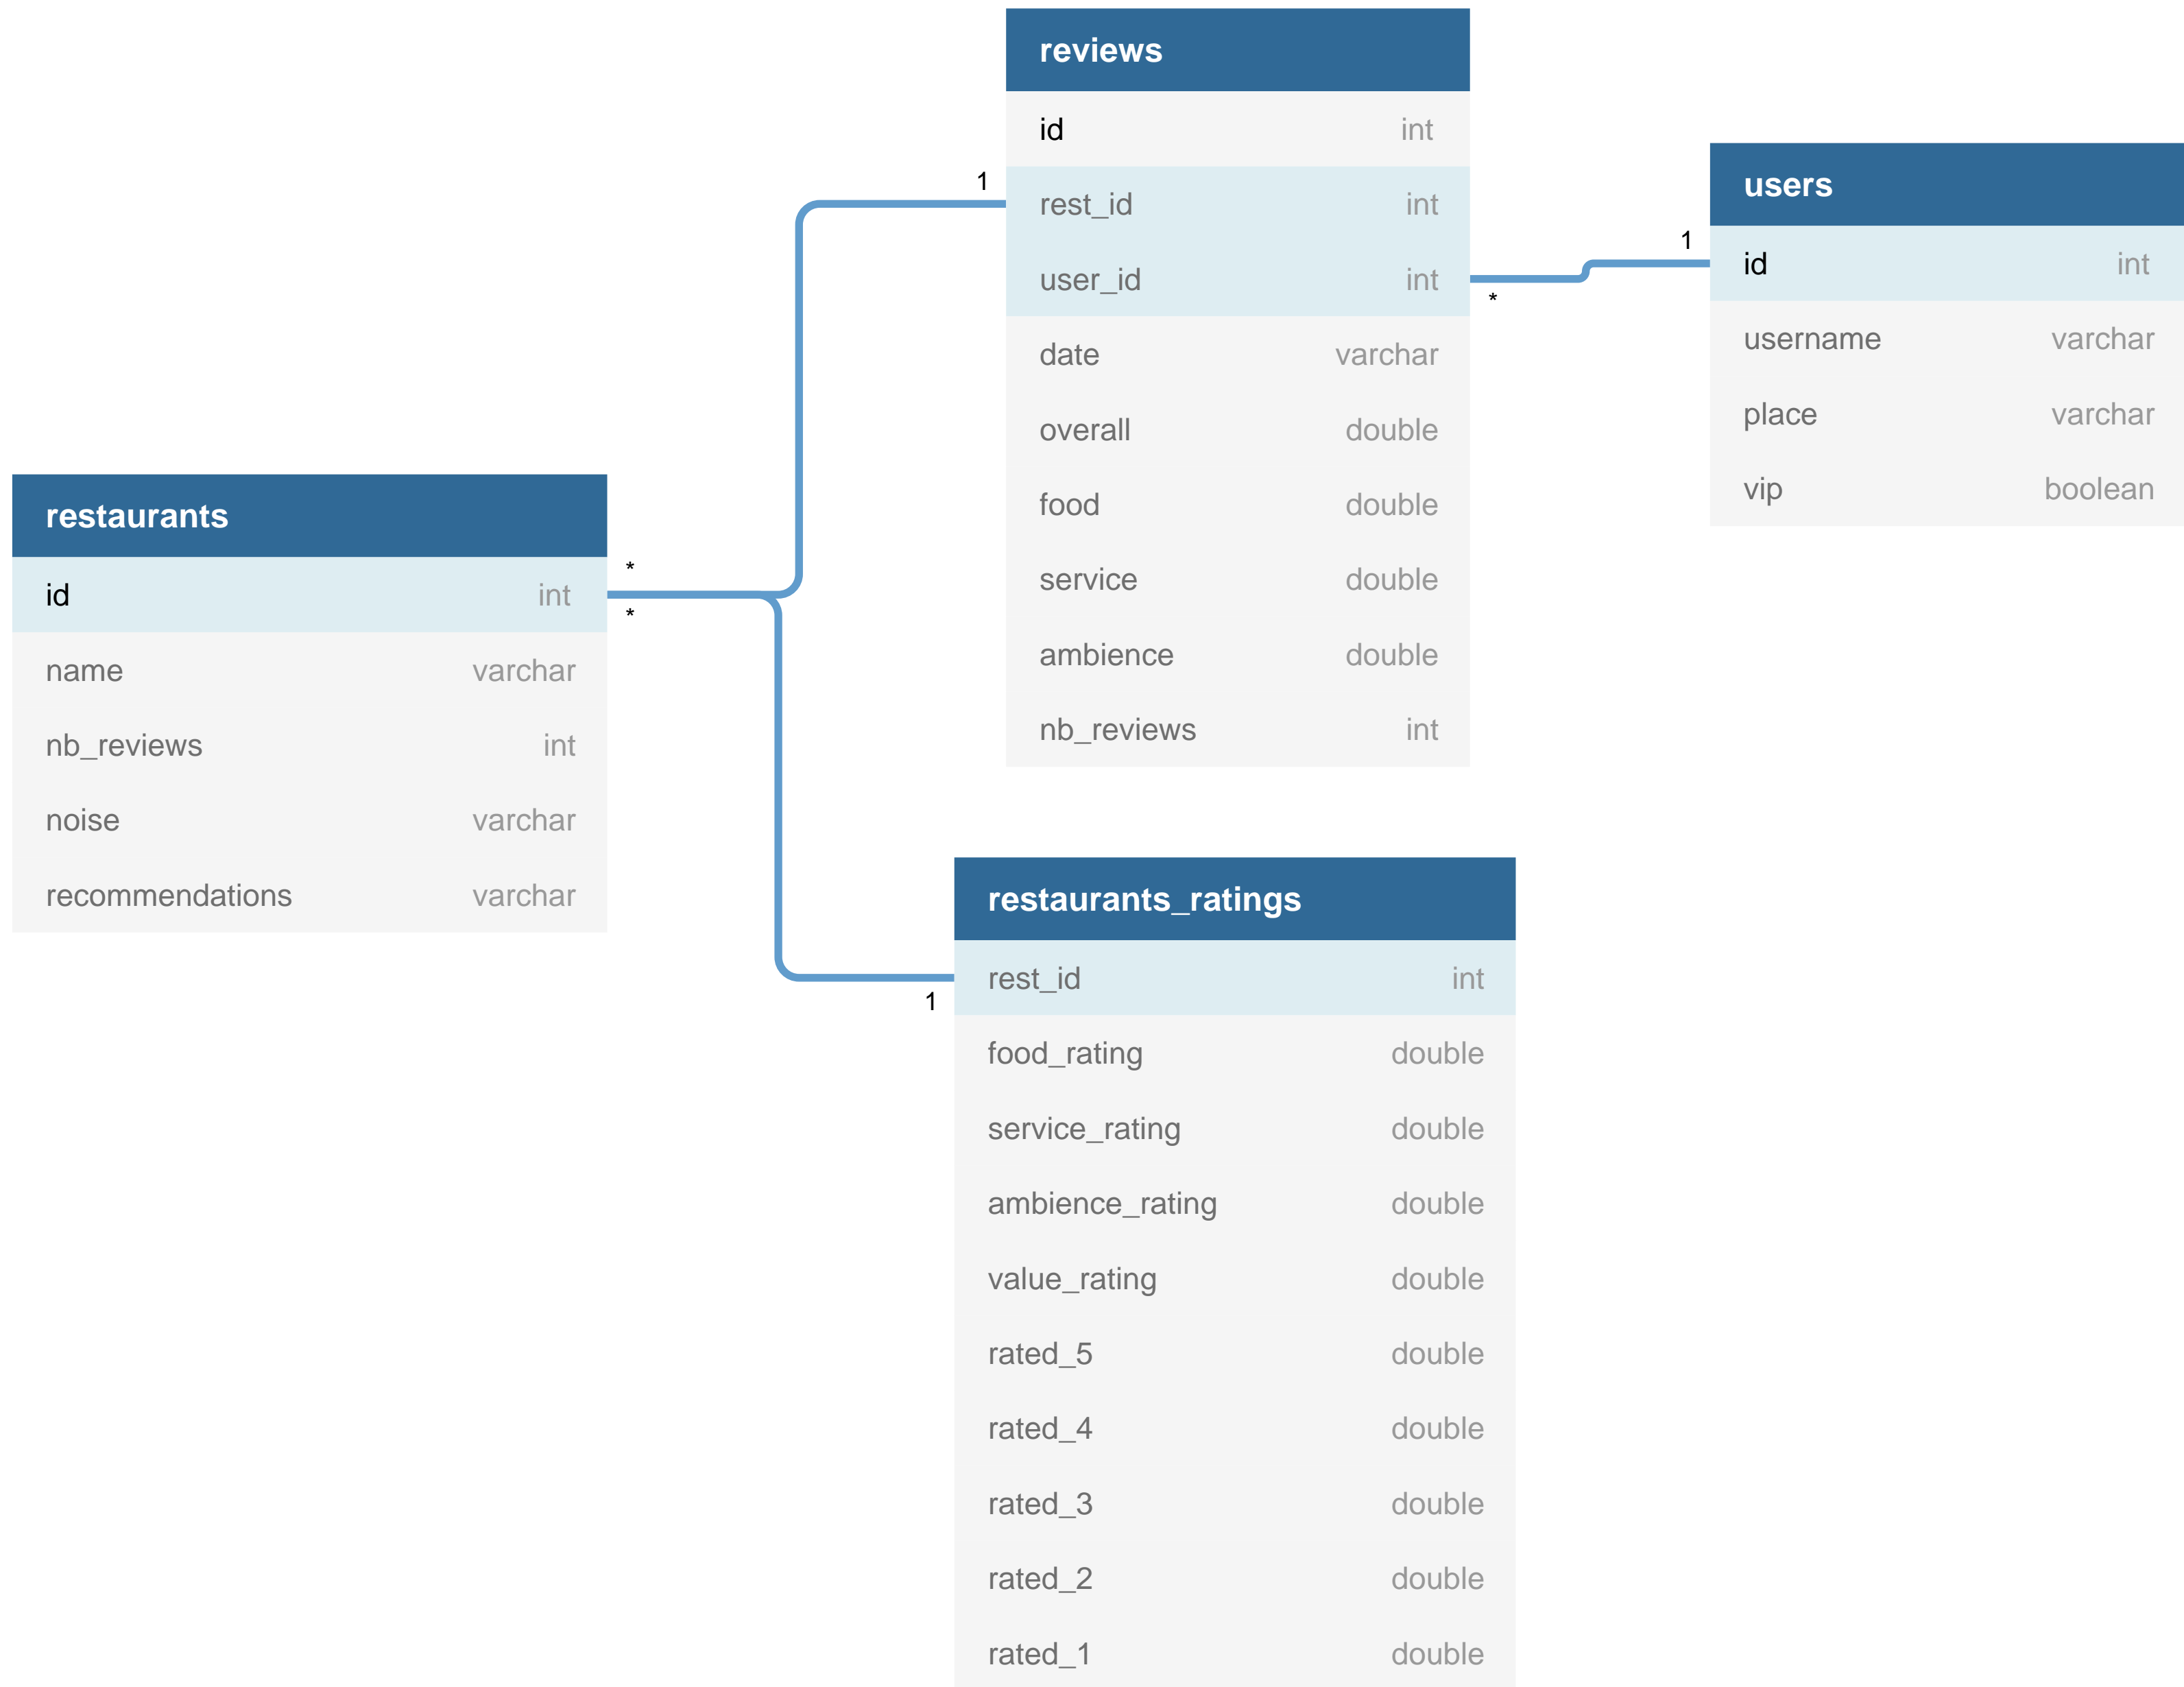 reviews
id int
rest_id int
user_id int
date varchar
overall double
food double
service double
ambience double
nb_reviews int
1
*
users
id int
username varchar
place varchar
vip boolean
1
restaurants
id int
name varchar
nb_reviews int
noise varchar
recommendations varchar
*
*
restaurants_ratings
rest_id int
food_rating double
service_rating double
ambience_rating double
value_rating double
rated_5 double
rated_4 double
rated_3 double
rated_2 double
rated_1 double
1